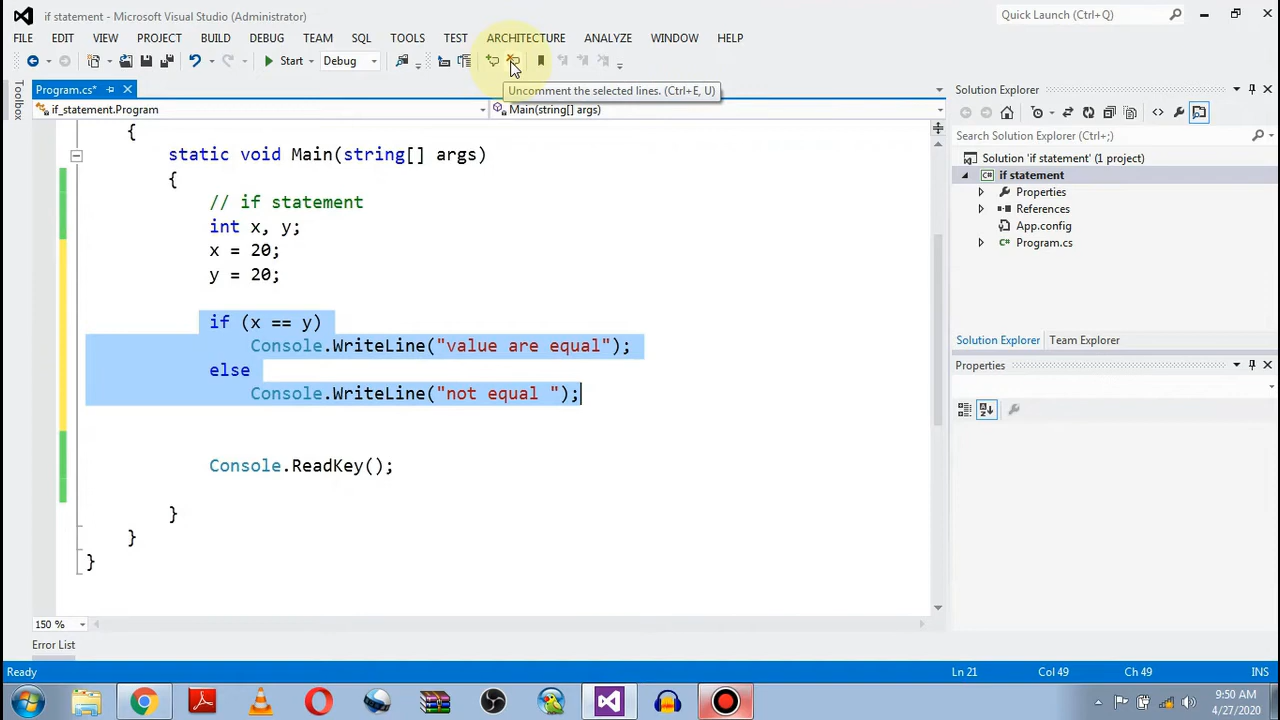 if statement - Microsoft Visual Studio (Administrator)
Quick Launch (Ctrl+Q)
FILE EDIT VIEW PROJECT BUILD DEBUG TEAM SQL TOOLS TEST ARCHITECTURE ANALYZE WINDOW HELP
Start Debug
Uncomment the selected lines. (Ctrl+E, U)
Toolbox
Program.cs*
if_statement.Program
Main(string[] args)
{
static void Main(string[] args)
{
// if statement
int x, y;
x = 20;
y = 20;
if (x == y)
Console.WriteLine("value are equal");
else
Console.WriteLine("not equal ");
Console.ReadKey();
}
}
}
150 %
Error List
Solution Explorer
Search Solution Explorer (Ctrl+;)
Solution 'if statement' (1 project)
C# if statement
Properties
References
App.config
C# Program.cs
Solution Explorer Team Explorer
Properties
Ready
Ln 21 Col 49 Ch 49 INS
9:50 AM
4/27/2020